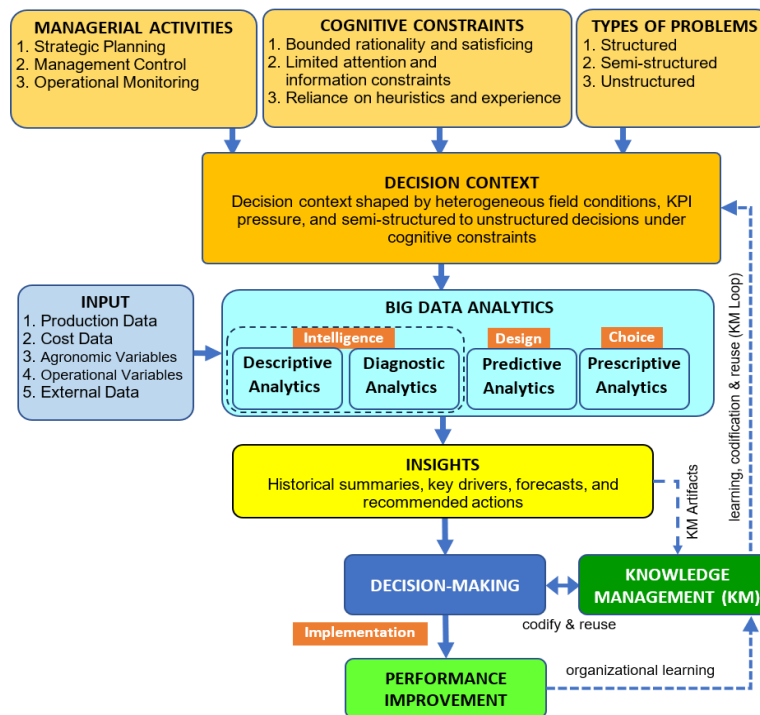 MANAGERIAL ACTIVITIES
1. Strategic Planning
2. Management Control
3. Operational Monitoring
COGNITIVE CONSTRAINTS
1. Bounded rationality and satisficing
2. Limited attention and
information constraints
3. Reliance on heuristics and experience
TYPES OF PROBLEMS
1. Structured
2. Semi-structured
3. Unstructured
DECISION CONTEXT
Decision context shaped by heterogeneous field conditions, KPI
pressure, and semi-structured to unstructured decisions under
cognitive constraints
INPUT
1. Production Data
2. Cost Data
3. Agronomic Variables
4. Operational Variables
5. External Data
BIG DATA ANALYTICS
Intelligence
Design
Choice
Descriptive
Analytics
Diagnostic
Analytics
Predictive
Analytics
Prescriptive
Analytics
INSIGHTS
Historical summaries, key drivers, forecasts, and
recommended actions
KM Artifacts
learning, codification & reuse (KM Loop)
DECISION-MAKING
KNOWLEDGE
MANAGEMENT (KM)
codify & reuse
Implementation
PERFORMANCE
IMPROVEMENT
organizational learning